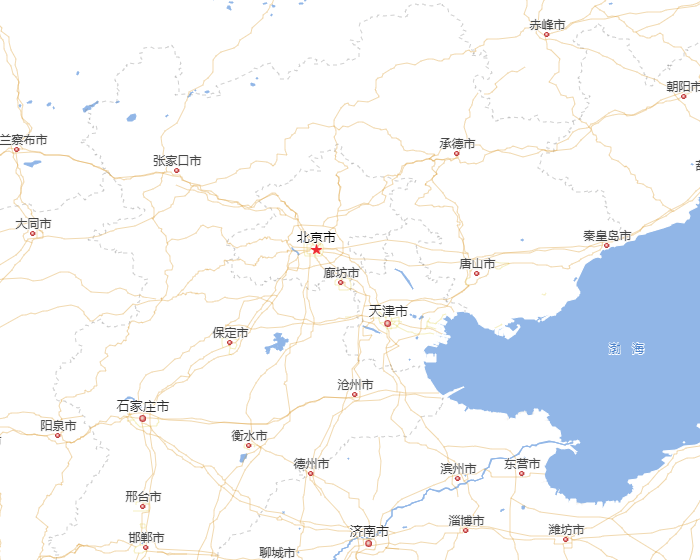 赤峰市
朝阳市
兰察布市
承德市
张家口市
大同市
北京市
秦皇岛市
唐山市
廊坊市
天津市
保定市
渤 海
沧州市
石家庄市
阳泉市
衡水市
德州市
滨州市
东营市
邢台市
淄博市
济南市
潍坊市
邯郸市
聊城市